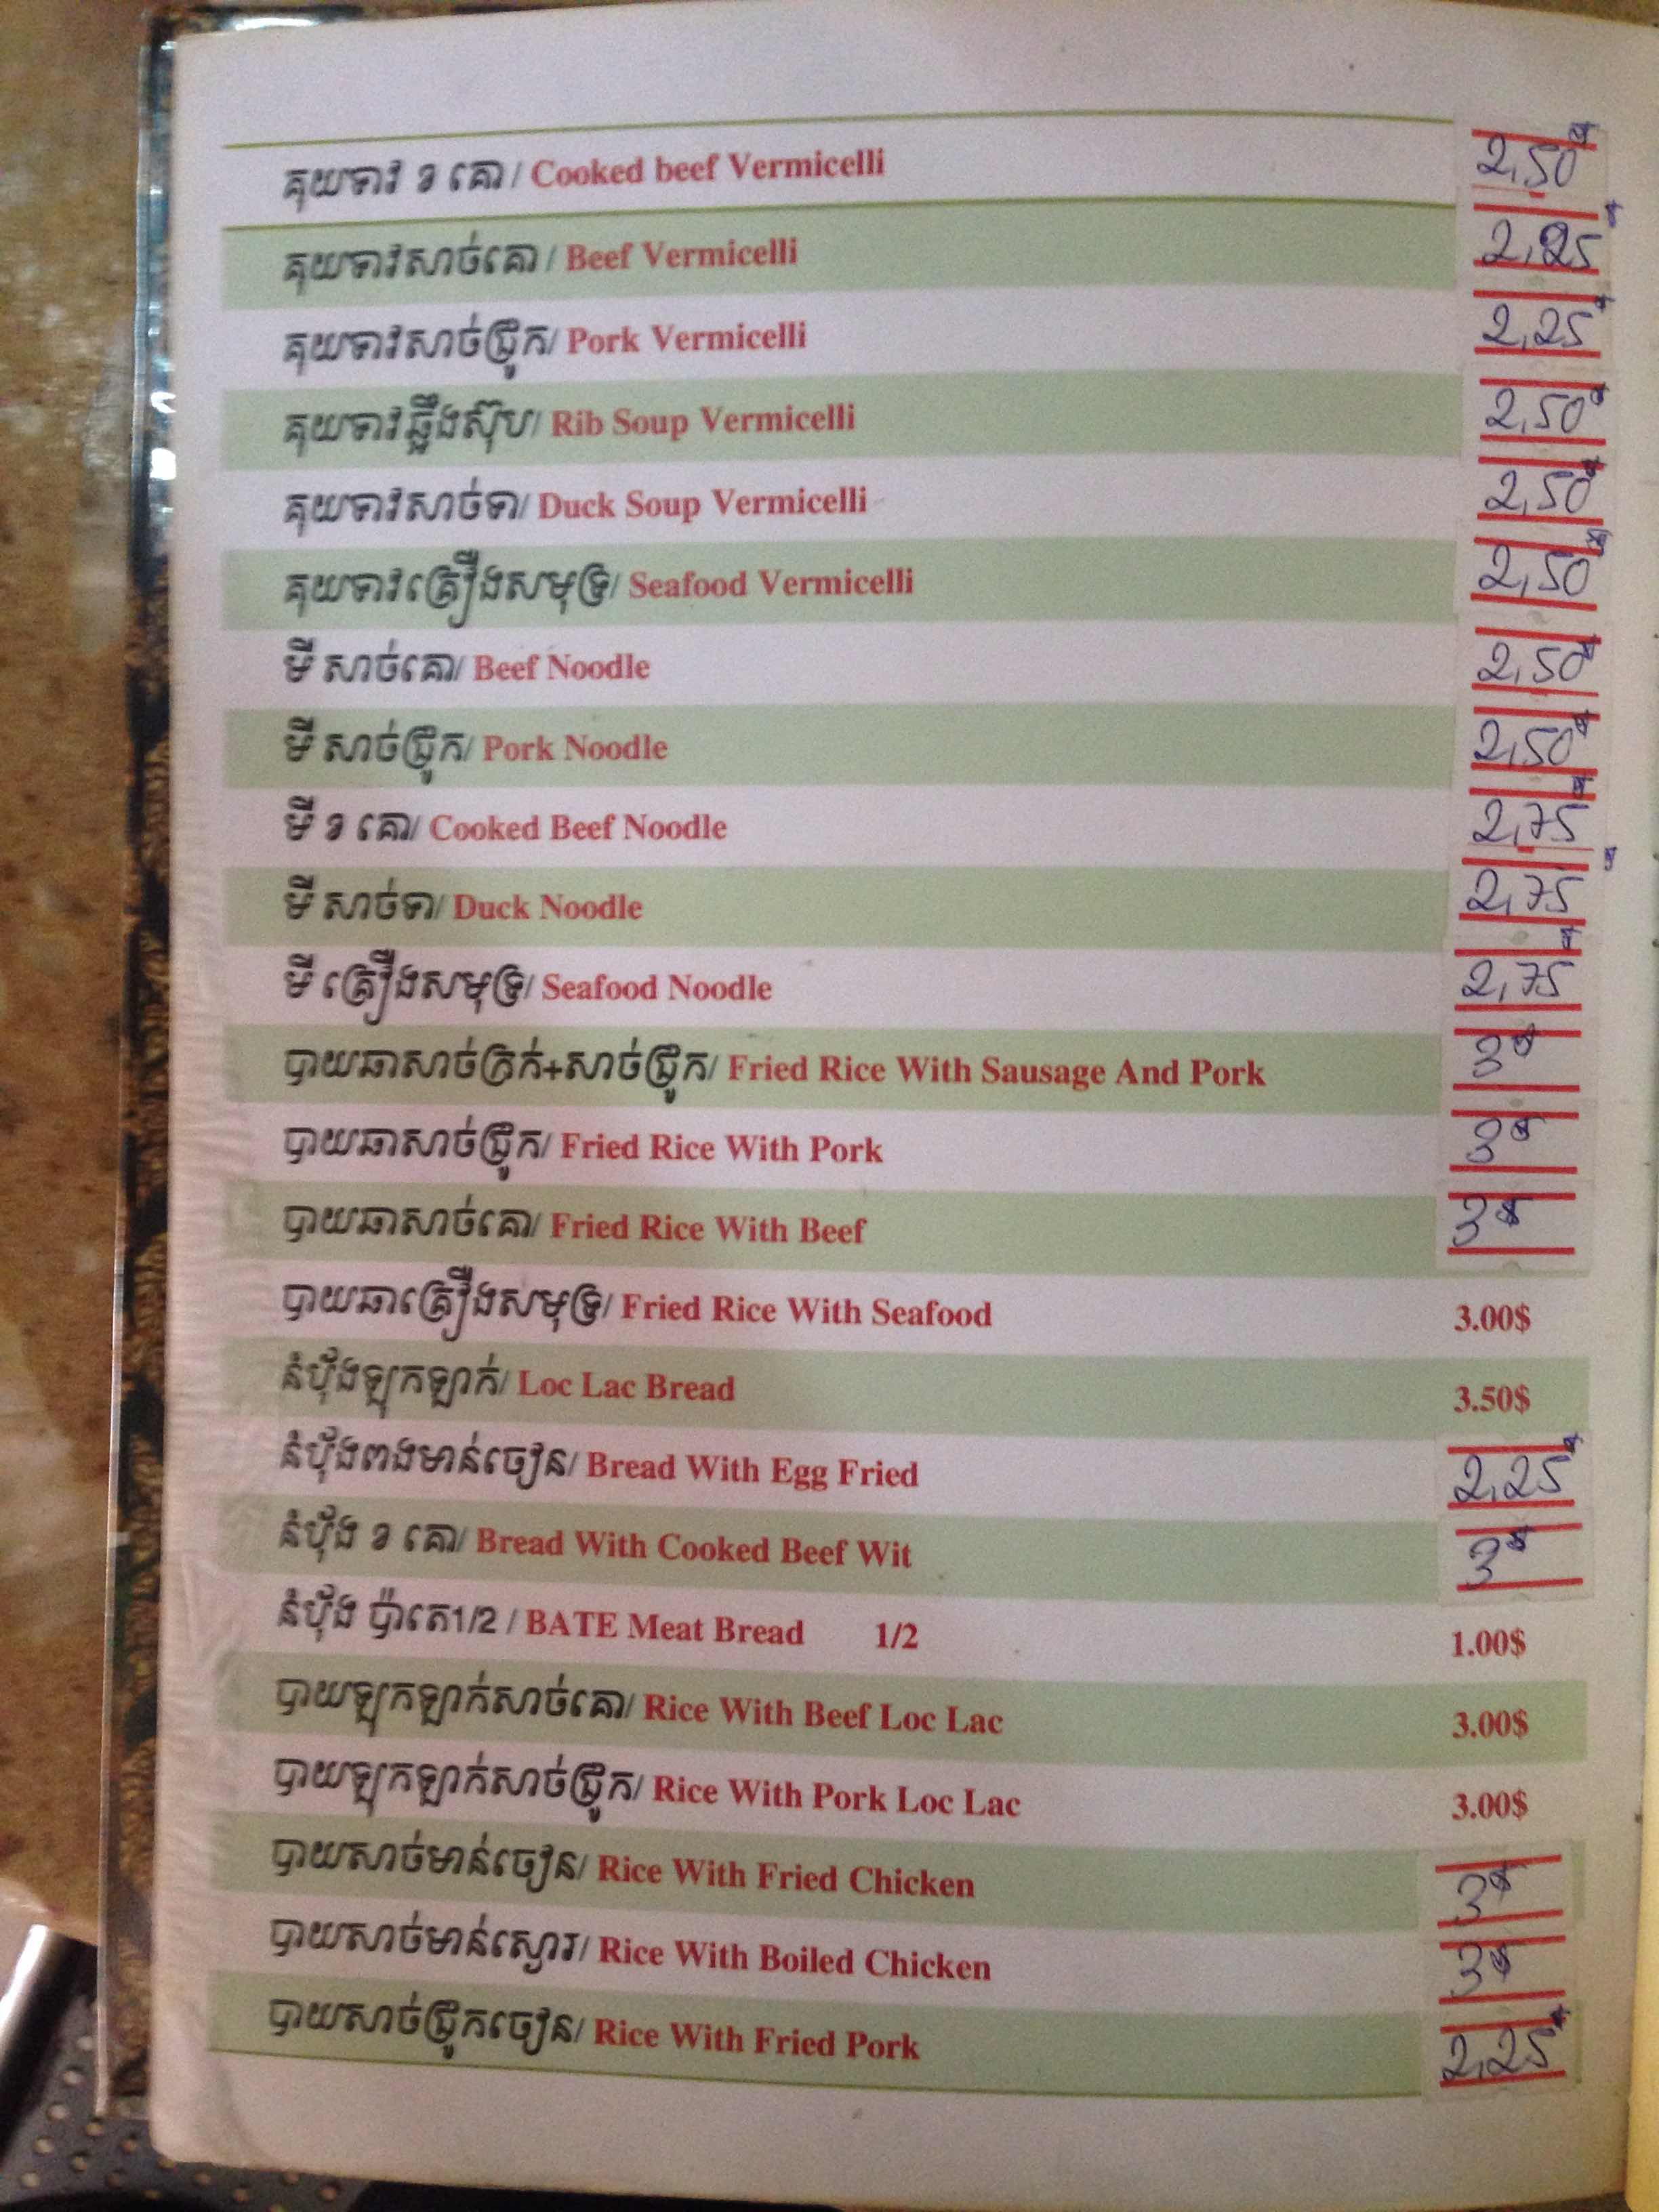 គុយទាវ ខ គោ / Cooked beef Vermicelli 2,50$
គុយទាវសាច់គោ / Beef Vermicelli 2,25$
គុយទាវសាច់ជ្រូក/ Pork Vermicelli 2,25$
គុយទាវឆ្អឹងស៊ុប/ Rib Soup Vermicelli 2,50$
គុយទាវសាច់ទា/ Duck Soup Vermicelli 2,50$
គុយទាវគ្រឿងសមុទ្រ/ Seafood Vermicelli 2,50$
មី សាច់គោ/ Beef Noodle 2,50$
មី សាច់ជ្រូក/ Pork Noodle 2,50$
មី ខ គោ/ Cooked Beef Noodle 2,75$
មី សាច់ទា/ Duck Noodle 2,75$
មី គ្រឿងសមុទ្រ/ Seafood Noodle 2,75$
បាយឆាសាច់ក្រក់+សាច់ជ្រូក/ Fried Rice With Sausage And Pork 3$
បាយឆាសាច់ជ្រូក/ Fried Rice With Pork 3$
បាយឆាសាច់គោ/ Fried Rice With Beef 3$
បាយឆាគ្រឿងសមុទ្រ/ Fried Rice With Seafood 3.00$
នំប៉័ងឡុកឡាក់/ Loc Lac Bread 3.50$
នំប៉័ងពងមាន់ចៀន/ Bread With Egg Fried 2,25$
នំប៉័ង ខ គោ/ Bread With Cooked Beef Wit 3$
នំប៉័ង ប៉ាតេ1/2 / BATE Meat Bread 1/2 1.00$
បាយឡុកឡាក់សាច់គោ/ Rice With Beef Loc Lac 3.00$
បាយឡុកឡាក់សាច់ជ្រូក/ Rice With Pork Loc Lac 3.00$
បាយសាច់មាន់ចៀន/ Rice With Fried Chicken 3$
បាយសាច់មាន់ស្ងោរ/ Rice With Boiled Chicken 3$
បាយសាច់ជ្រូកចៀន/ Rice With Fried Pork 2,25$